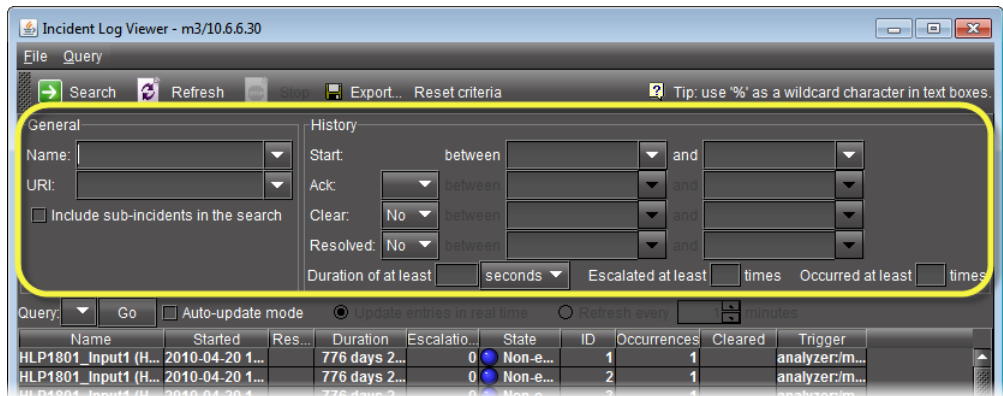 Incident Log Viewer - m3/10.6.6.30
File Query
Search Refresh Stop Export... Reset criteria Tip: use '%' as a wildcard character in text boxes.
General History
Name: Start: between and
URI: Ack: between and
Include sub-incidents in the search Clear: No between and
Resolved: No between and
Duration of at least seconds Escalated at least times Occurred at least times
Query: Go Auto-update mode Update entries in real time Refresh every 1 minutes
Name Started Res... Duration Escalatio... State ID Occurrences Cleared Trigger
HLP1801_Input1 (H... 2010-04-20 1... 776 days 2... 0 Non-e... 1 1 analyzer:/m...
HLP1801_Input1 (H... 2010-04-20 1... 776 days 2... 0 Non-e... 2 1 analyzer:/m...